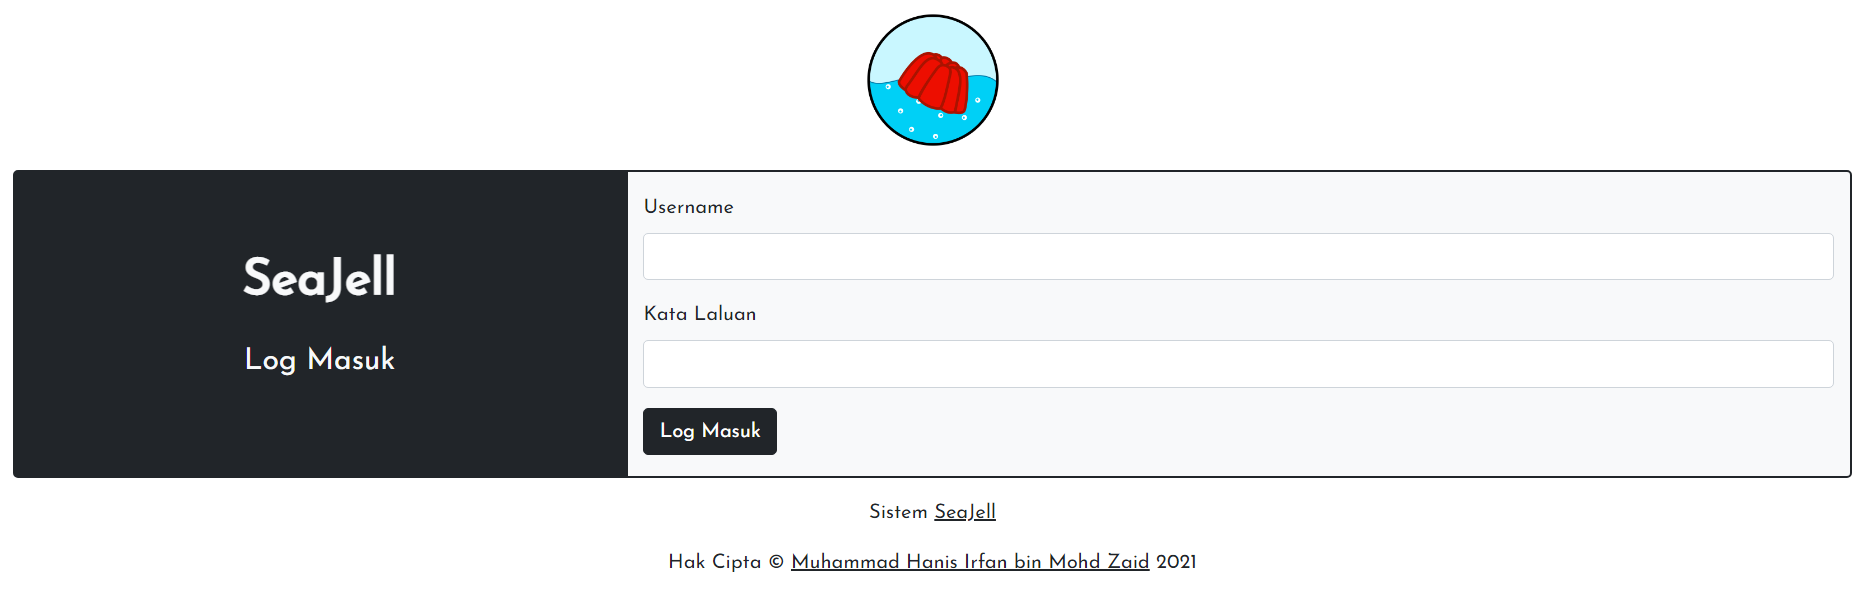 SeaJell
Log Masuk
Username
Kata Laluan
Log Masuk
Sistem SeaJell
Hak Cipta © Muhammad Hanis Irfan bin Mohd Zaid 2021